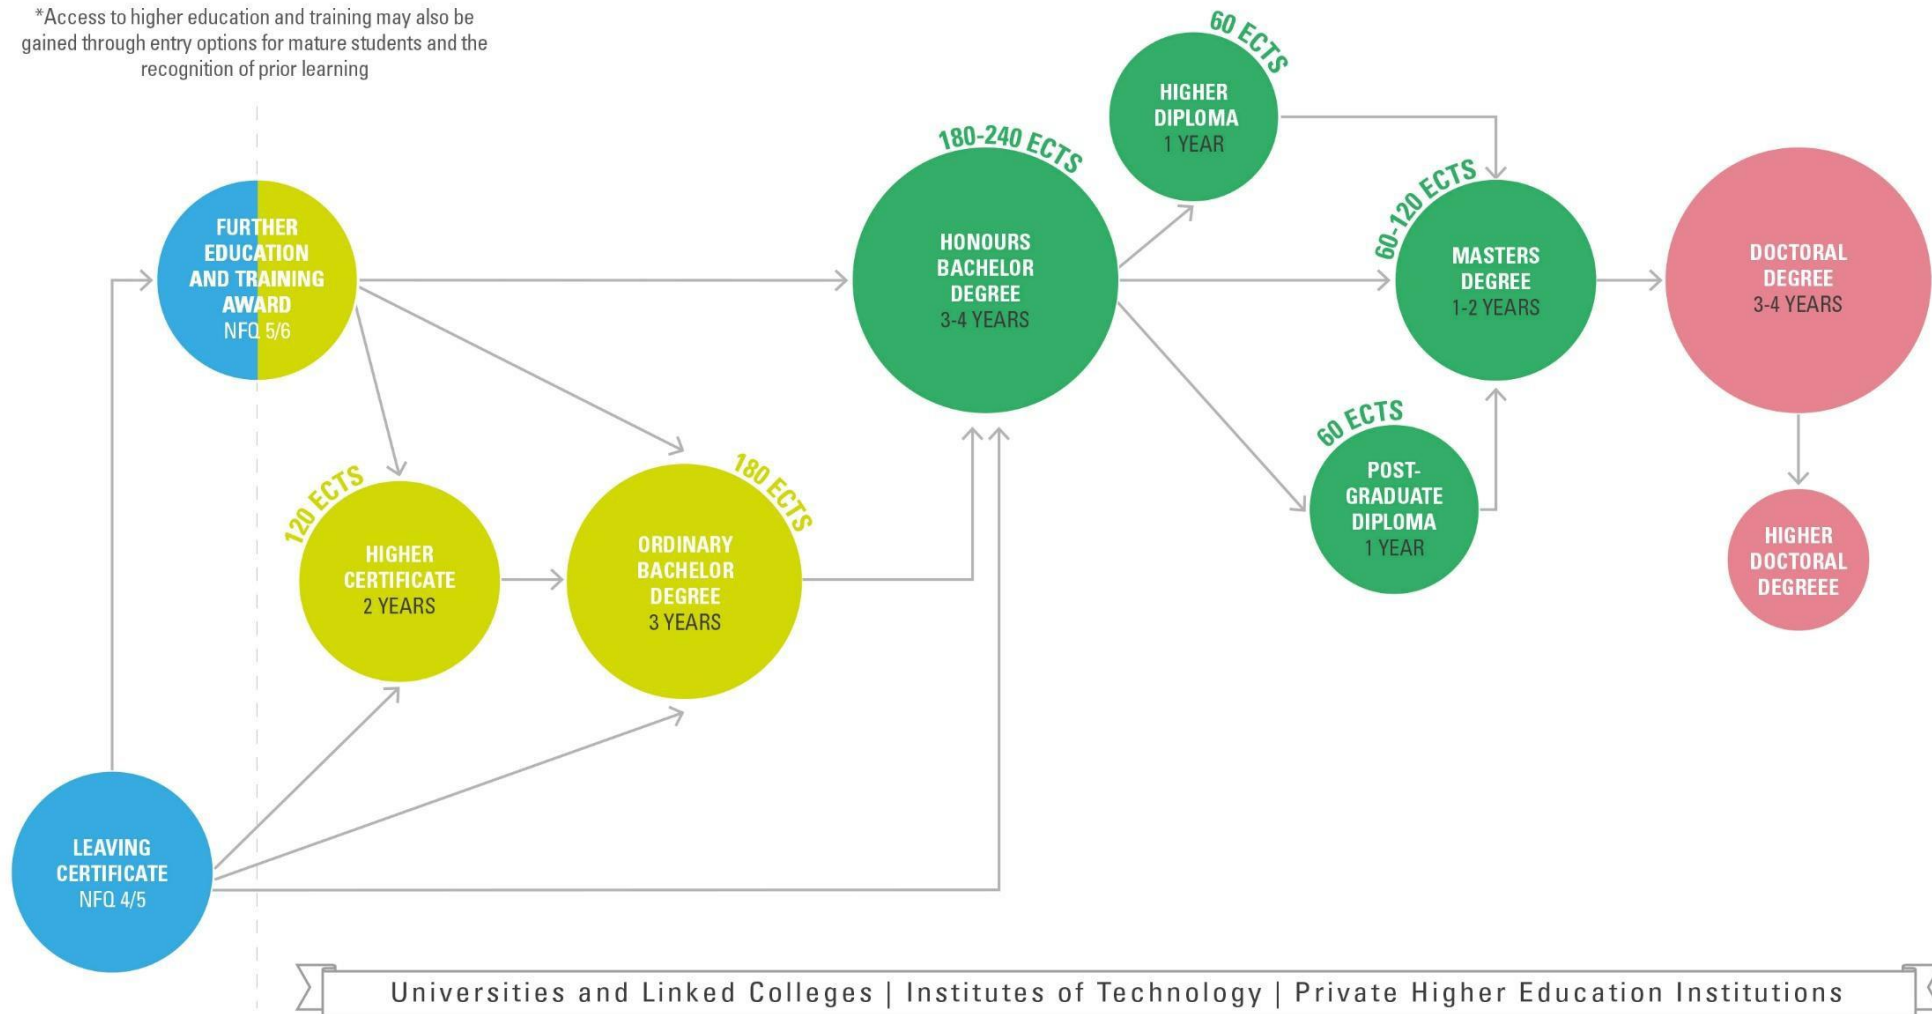 *Access to higher education and training may also be
gained through entry options for mature students and the
recognition of prior learning
FURTHER
EDUCATION
AND TRAINING
AWARD
NFQ 5/6
LEAVING
CERTIFICATE
NFQ 4/5
120 ECTS
HIGHER
CERTIFICATE
2 YEARS
180 ECTS
ORDINARY
BACHELOR
DEGREE
3 YEARS
180-240 ECTS
HONOURS
BACHELOR
DEGREE
3-4 YEARS
60 ECTS
HIGHER
DIPLOMA
1 YEAR
60-120 ECTS
MASTERS
DEGREE
1-2 YEARS
60 ECTS
POST-
GRADUATE
DIPLOMA
1 YEAR
DOCTORAL
DEGREE
3-4 YEARS
HIGHER
DOCTORAL
DEGREEE
Universities and Linked Colleges | Institutes of Technology | Private Higher Education Institutions